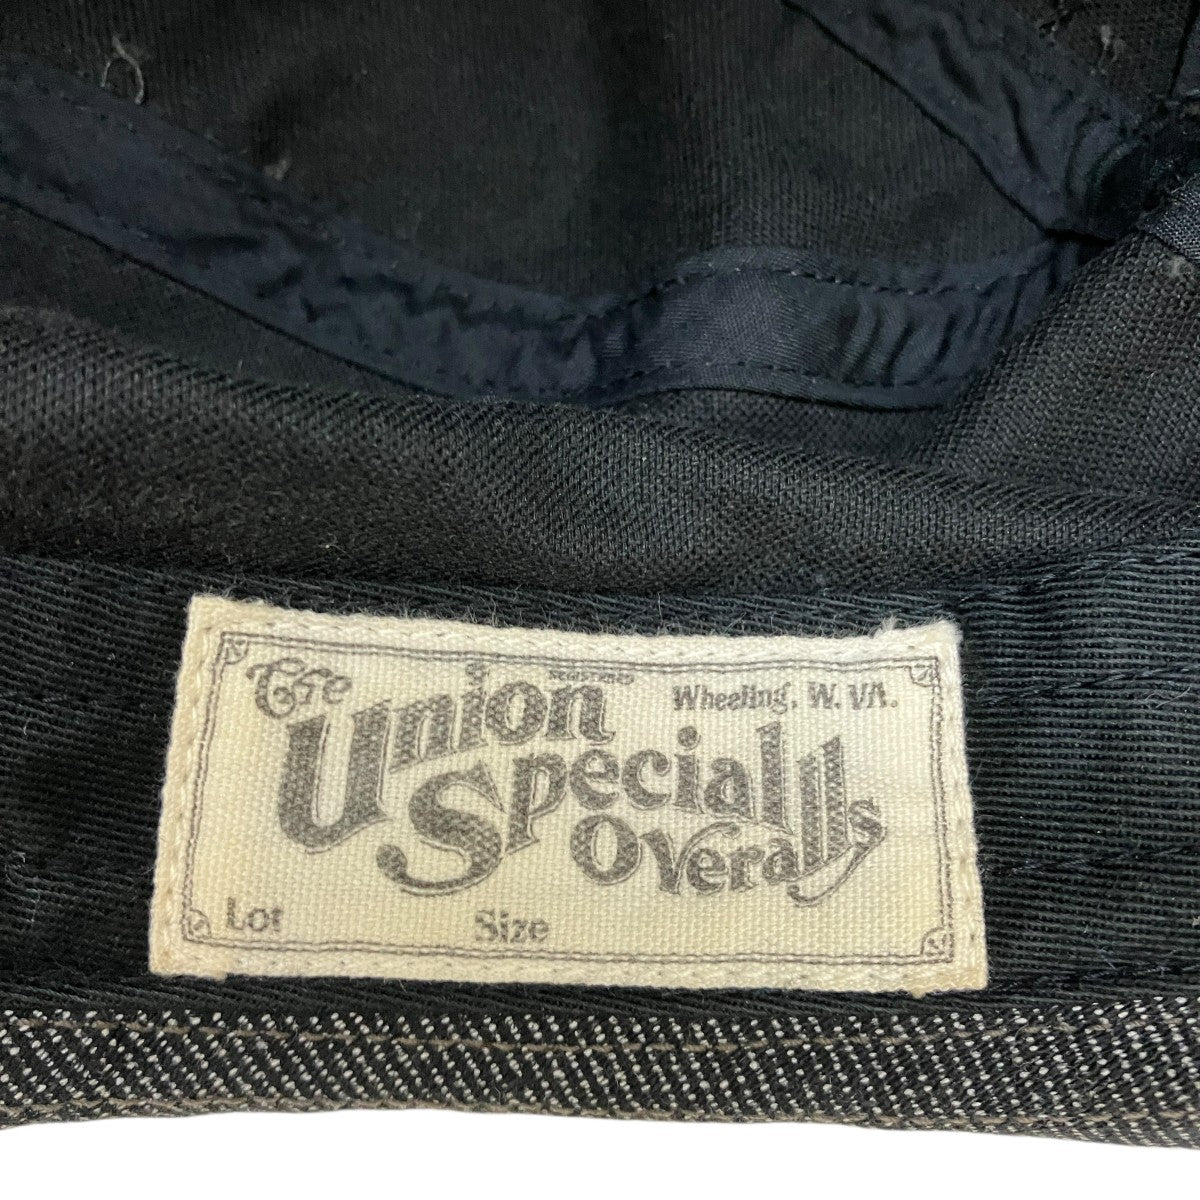 The Union
REGISTERED
Wheeling, W. VA.
Special
Overalls
Lot Size